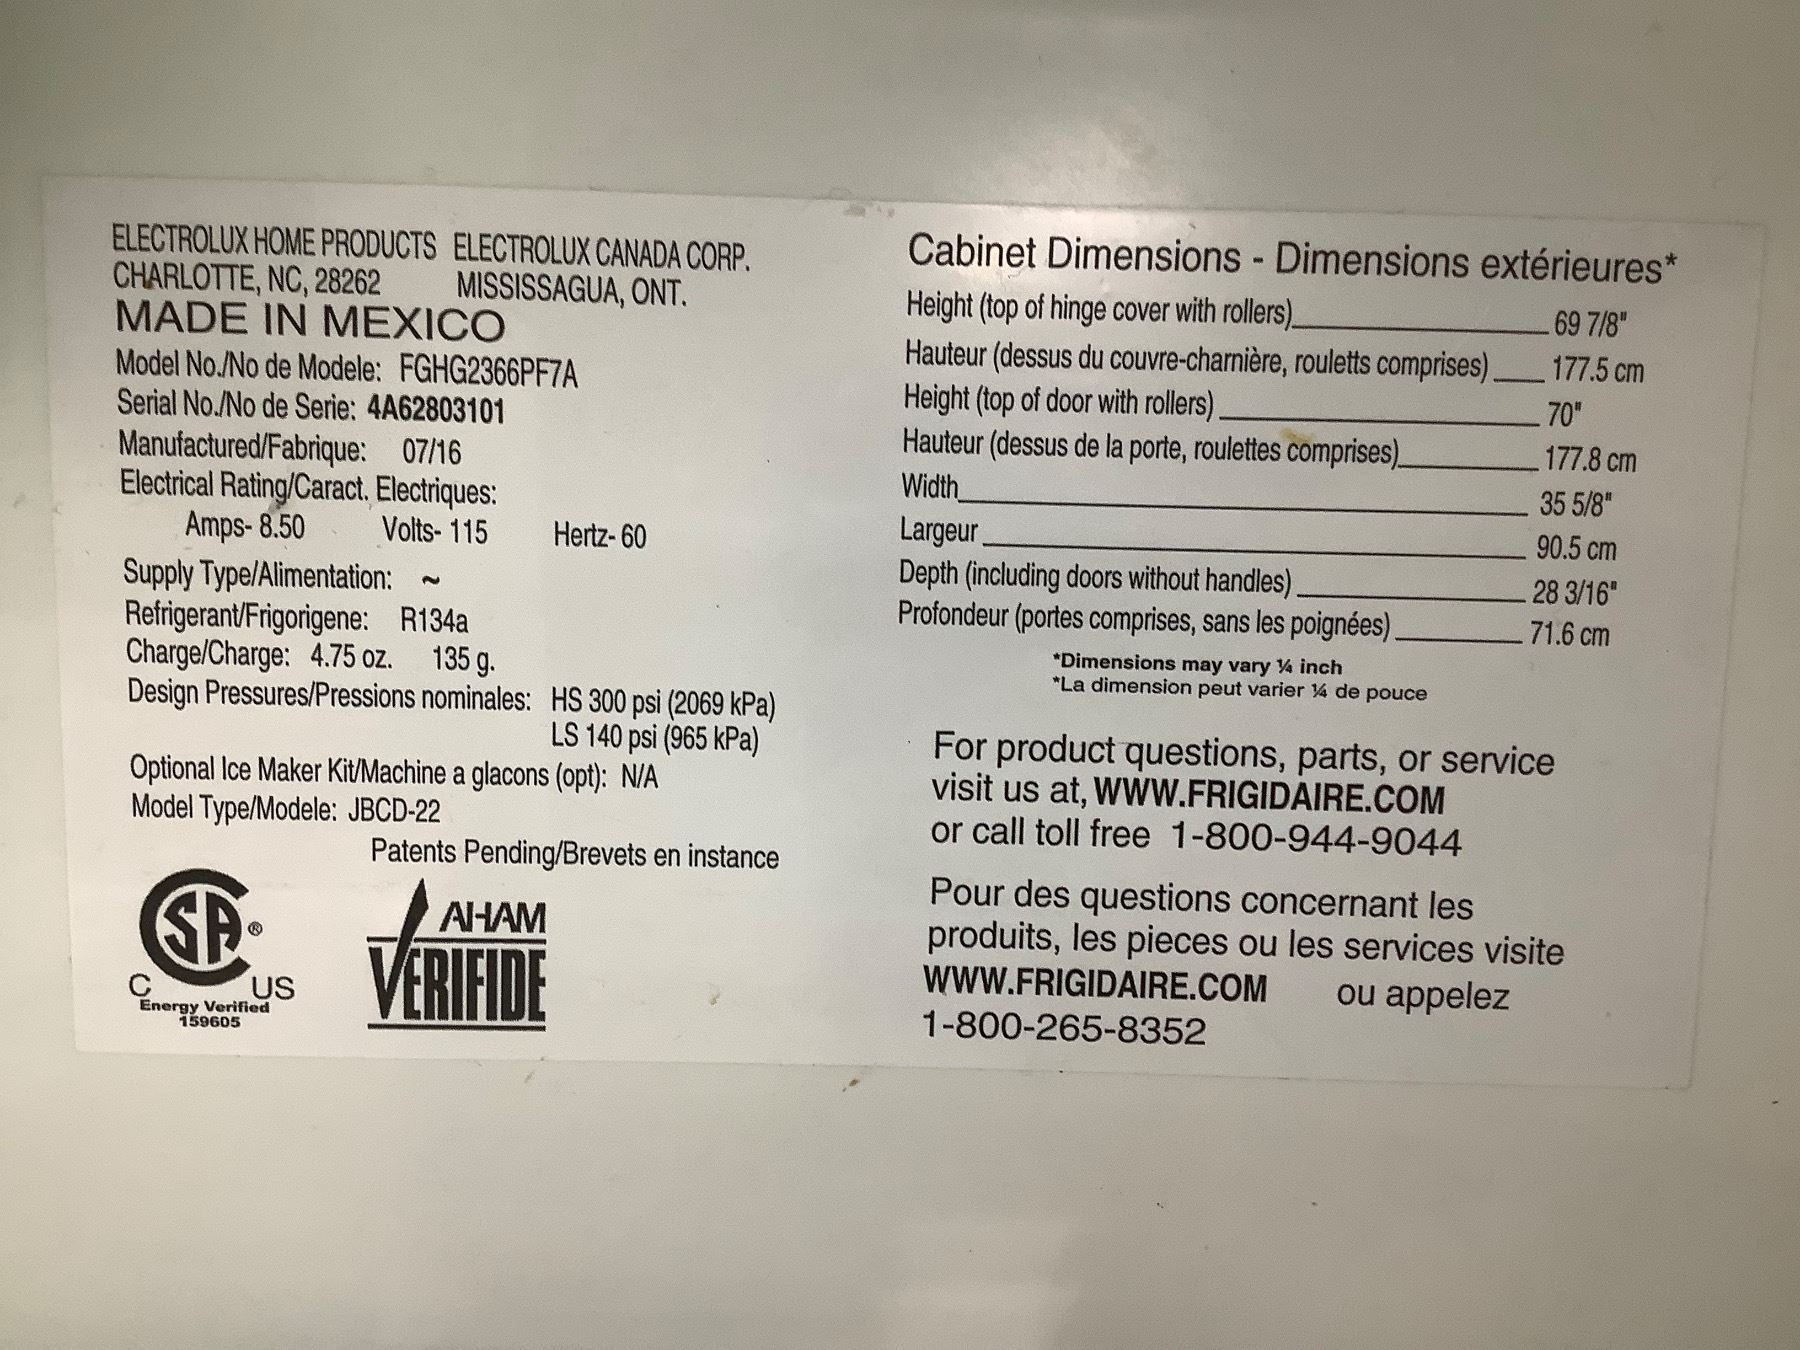 ELECTROLUX HOME PRODUCTS ELECTROLUX CANADA CORP.
CHARLOTTE, NC, 28262 MISSISSAGUA, ONT.
MADE IN MEXICO
Model No./No de Modele: FGHG2366PF7A
Serial No./No de Serie: 4A62803101
Manufactured/Fabrique: 07/16
Electrical Rating/Caract. Electriques:
Amps- 8.50 Volts- 115 Hertz- 60
Supply Type/Alimentation: ~
Refrigerant/Frigorigene: R134a
Charge/Charge: 4.75 oz. 135 g.
Design Pressures/Pressions nominales: HS 300 psi (2069 kPa)
LS 140 psi (965 kPa)
Optional Ice Maker Kit/Machine a glacons (opt): N/A
Model Type/Modele: JBCD-22
Patents Pending/Brevets en instance
SA®
C US
Energy Verified
159605
AHAM
VERIFIDE
Cabinet Dimensions - Dimensions extérieures*
Height (top of hinge cover with rollers) 69 7/8"
Hauteur (dessus du couvre-charnière, rouletts comprises) 177.5 cm
Height (top of door with rollers) 70"
Hauteur (dessus de la porte, roulettes comprises) 177.8 cm
Width 35 5/8"
Largeur 90.5 cm
Depth (including doors without handles) 28 3/16"
Profondeur (portes comprises, sans les poignées) 71.6 cm
*Dimensions may vary ¼ inch
*La dimension peut varier ¼ de pouce
For product questions, parts, or service
visit us at, WWW.FRIGIDAIRE.COM
or call toll free 1-800-944-9044
Pour des questions concernant les
produits, les pieces ou les services visite
WWW.FRIGIDAIRE.COM ou appelez
1-800-265-8352